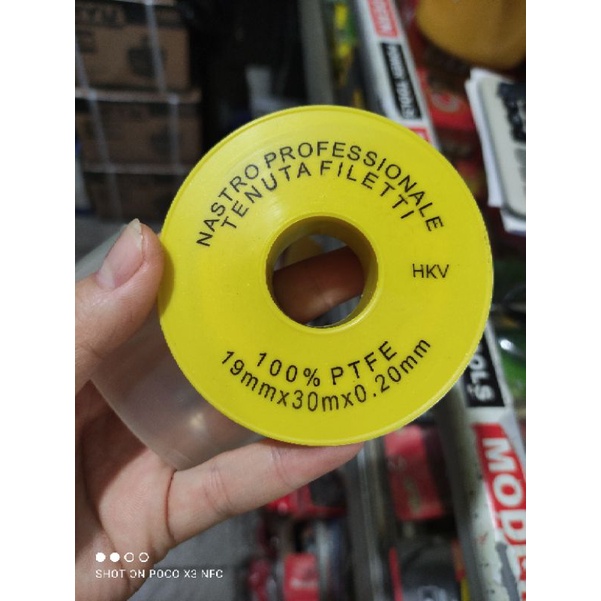 NASTRO PROFESSIONALE
TENUTA FILETTI
HKV
100% PTFE
19mmx30mx0.20mm
SHOT ON POCO X3 NFC